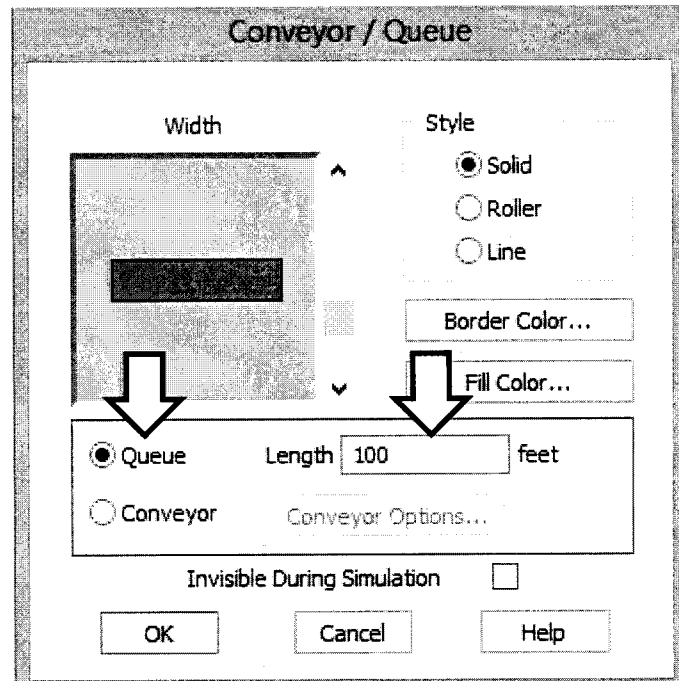 Conveyor / Queue
Width
Style
Solid
Roller
Line
Border Color...
Fill Color...
Queue
Length 100 feet
Conveyor
Conveyor Options...
Invisible During Simulation
OK
Cancel
Help